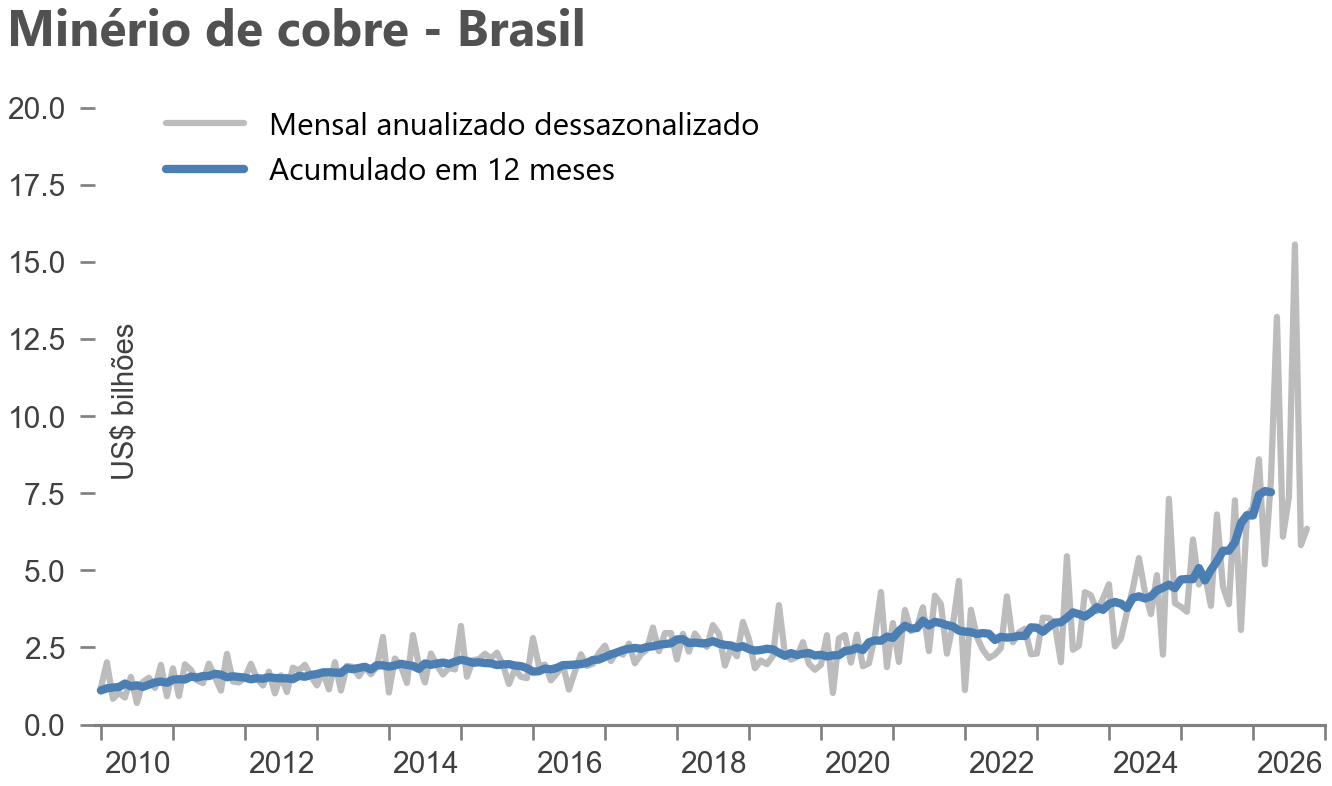 Minério de cobre - Brasil
Mensal anualizado dessazonalizado
Acumulado em 12 meses
20.0
17.5
15.0
12.5
10.0
7.5
5.0
2.5
0.0
US$ bilhões
2010 2012 2014 2016 2018 2020 2022 2024 2026